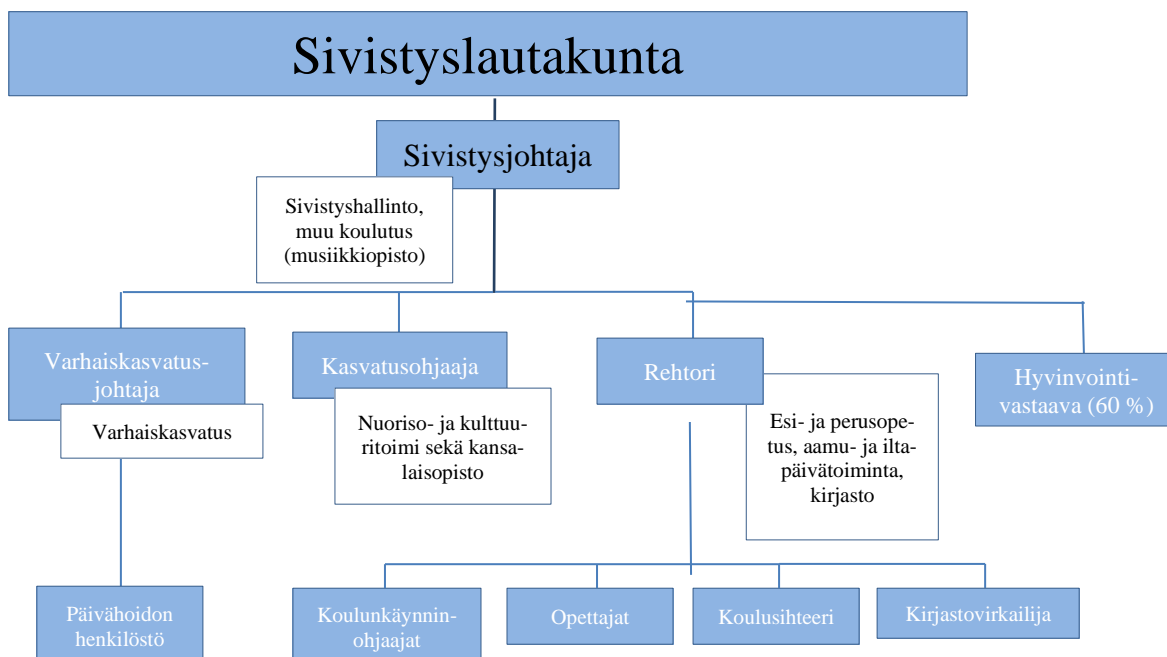 Sivistyslautakunta
Sivistysjohtaja
Sivistyshallinto,
muu koulutus
(musiikkiopisto)
Varhaiskasvatus-
johtaja
Varhaiskasvatus
Kasvatusohjaaja
Nuoriso- ja kulttuu-
ritoimi sekä kansa-
laisopisto
Rehtori
Esi- ja perusope-
tus, aamu- ja ilta-
päivätoiminta,
kirjasto
Hyvinvointi-
vastaava (60 %)
Päivähoidon
henkilöstö
Koulunkäynnin-
ohjaajat
Opettajat
Koulusihteeri
Kirjastovirkailija